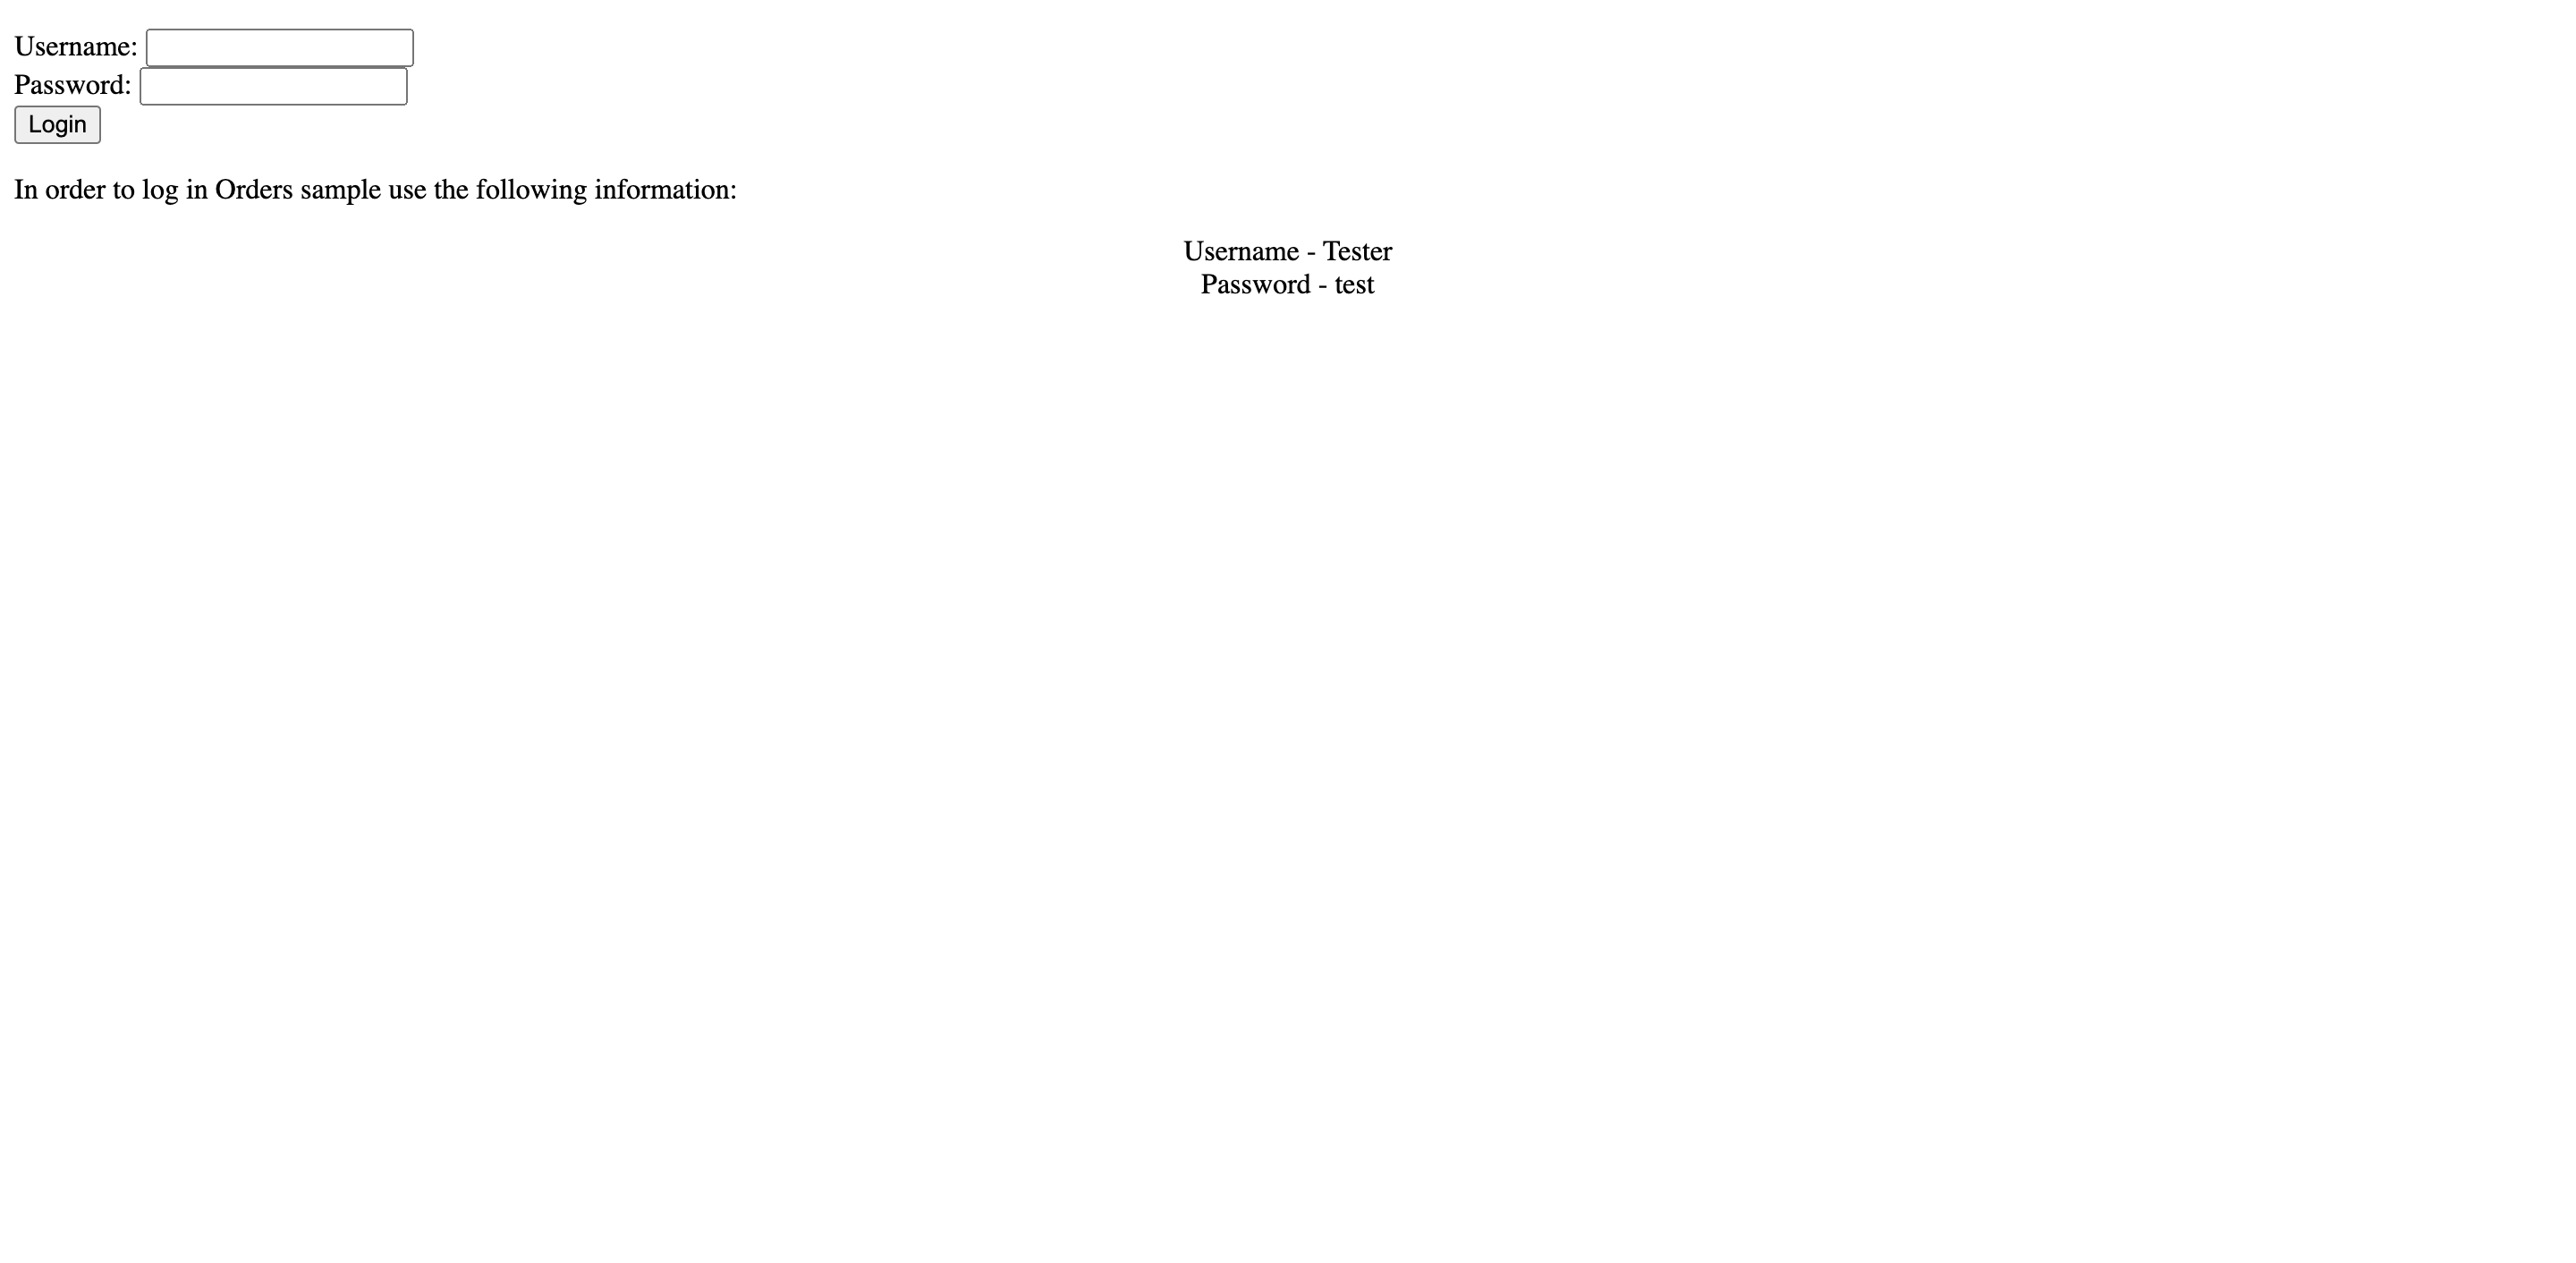 Username:
Password:
Login
In order to log in Orders sample use the following information:
Username - Tester
Password - test